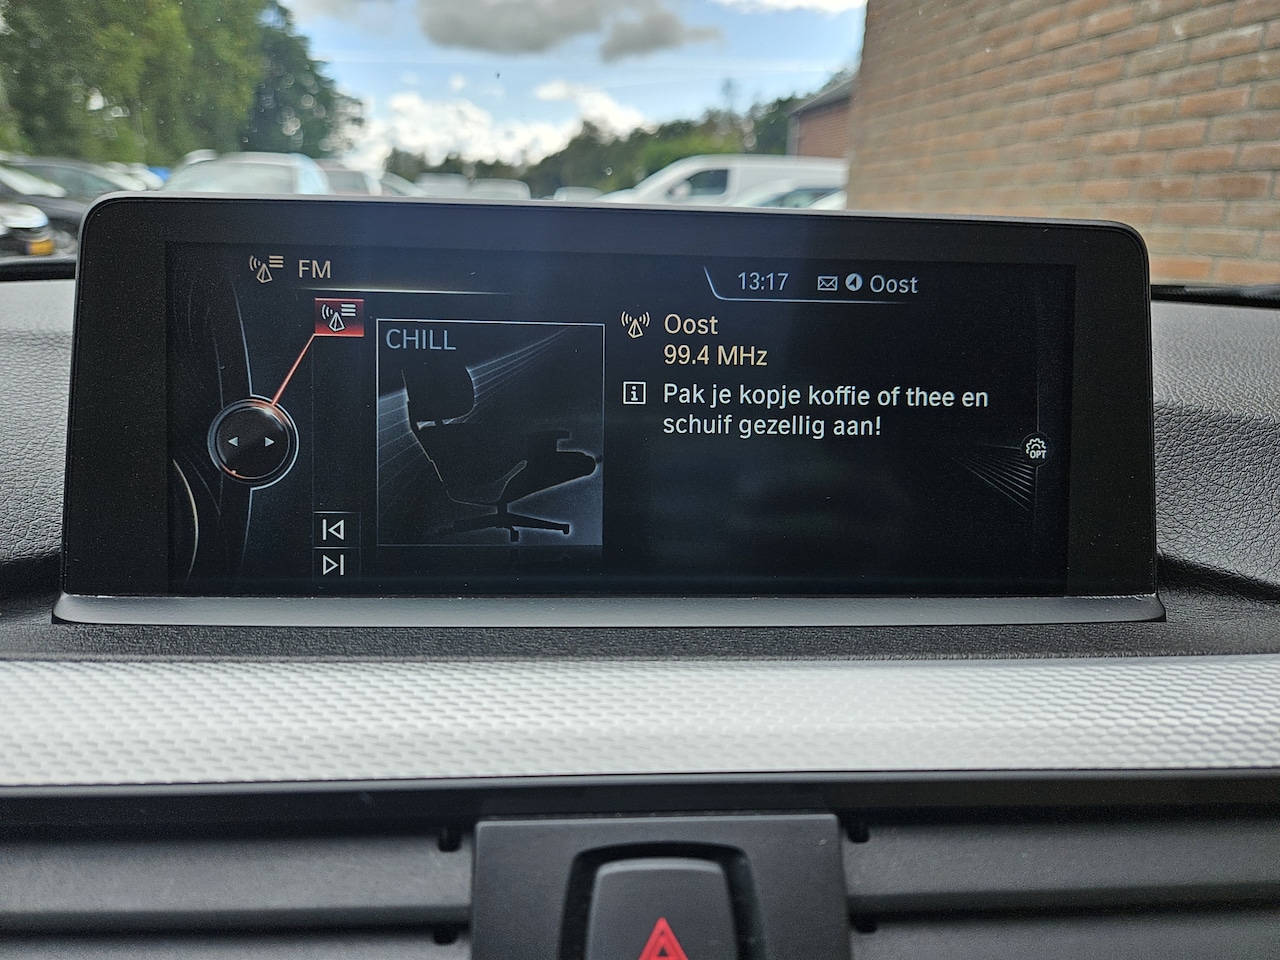 FM
13:17 Oost
CHILL
Oost
99.4 MHz
Pak je kopje koffie of thee en
schuif gezellig aan!
OPT